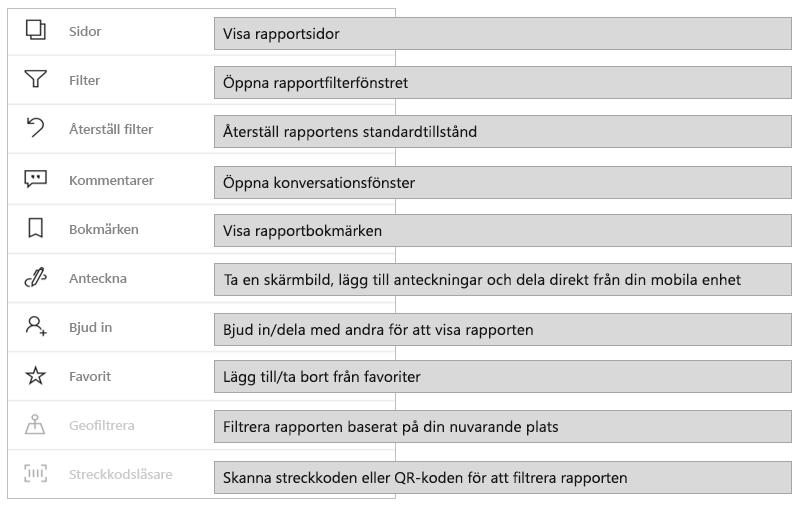 Sidor
Visa rapportsidor
Filter
Öppna rapportfilterfönstret
Återställ filter
Återställ rapportens standardtillstånd
Kommentarer
Öppna konversationsfönster
Bokmärken
Visa rapportbokmärken
Anteckna
Ta en skärmbild, lägg till anteckningar och dela direkt från din mobila enhet
Bjud in
Bjud in/dela med andra för att visa rapporten
Favorit
Lägg till/ta bort från favoriter
Geofiltrera
Filtrera rapporten baserat på din nuvarande plats
Streckkodsläsare
Skanna streckkoden eller QR-koden för att filtrera rapporten